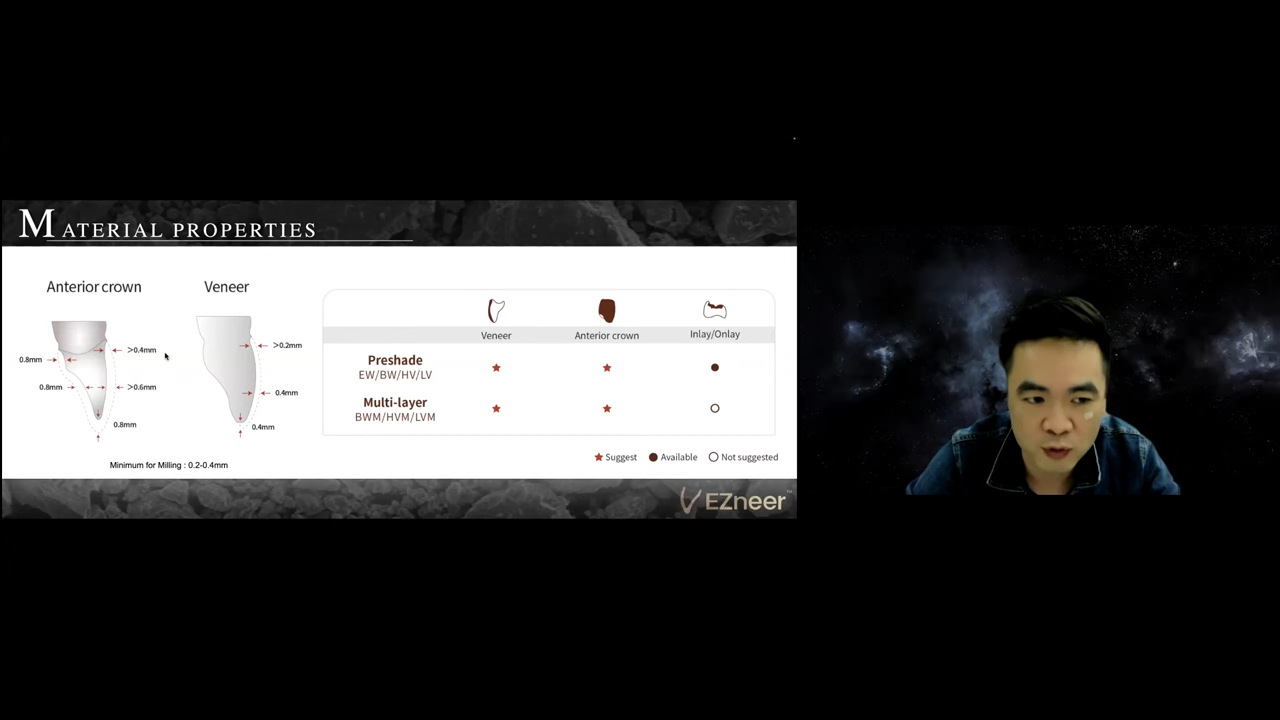 MATERIAL PROPERTIES
Anterior crown
Veneer
>0.4mm
0.8mm
0.8mm
>0.6mm
0.8mm
>0.2mm
0.4mm
0.4mm
Minimum for Milling : 0.2-0.4mm
Veneer
Anterior crown
Inlay/Onlay
Preshade
EW/BW/HV/LV
Multi-layer
BWM/HVM/LVM
Suggest
Available
Not suggested
EZneer™